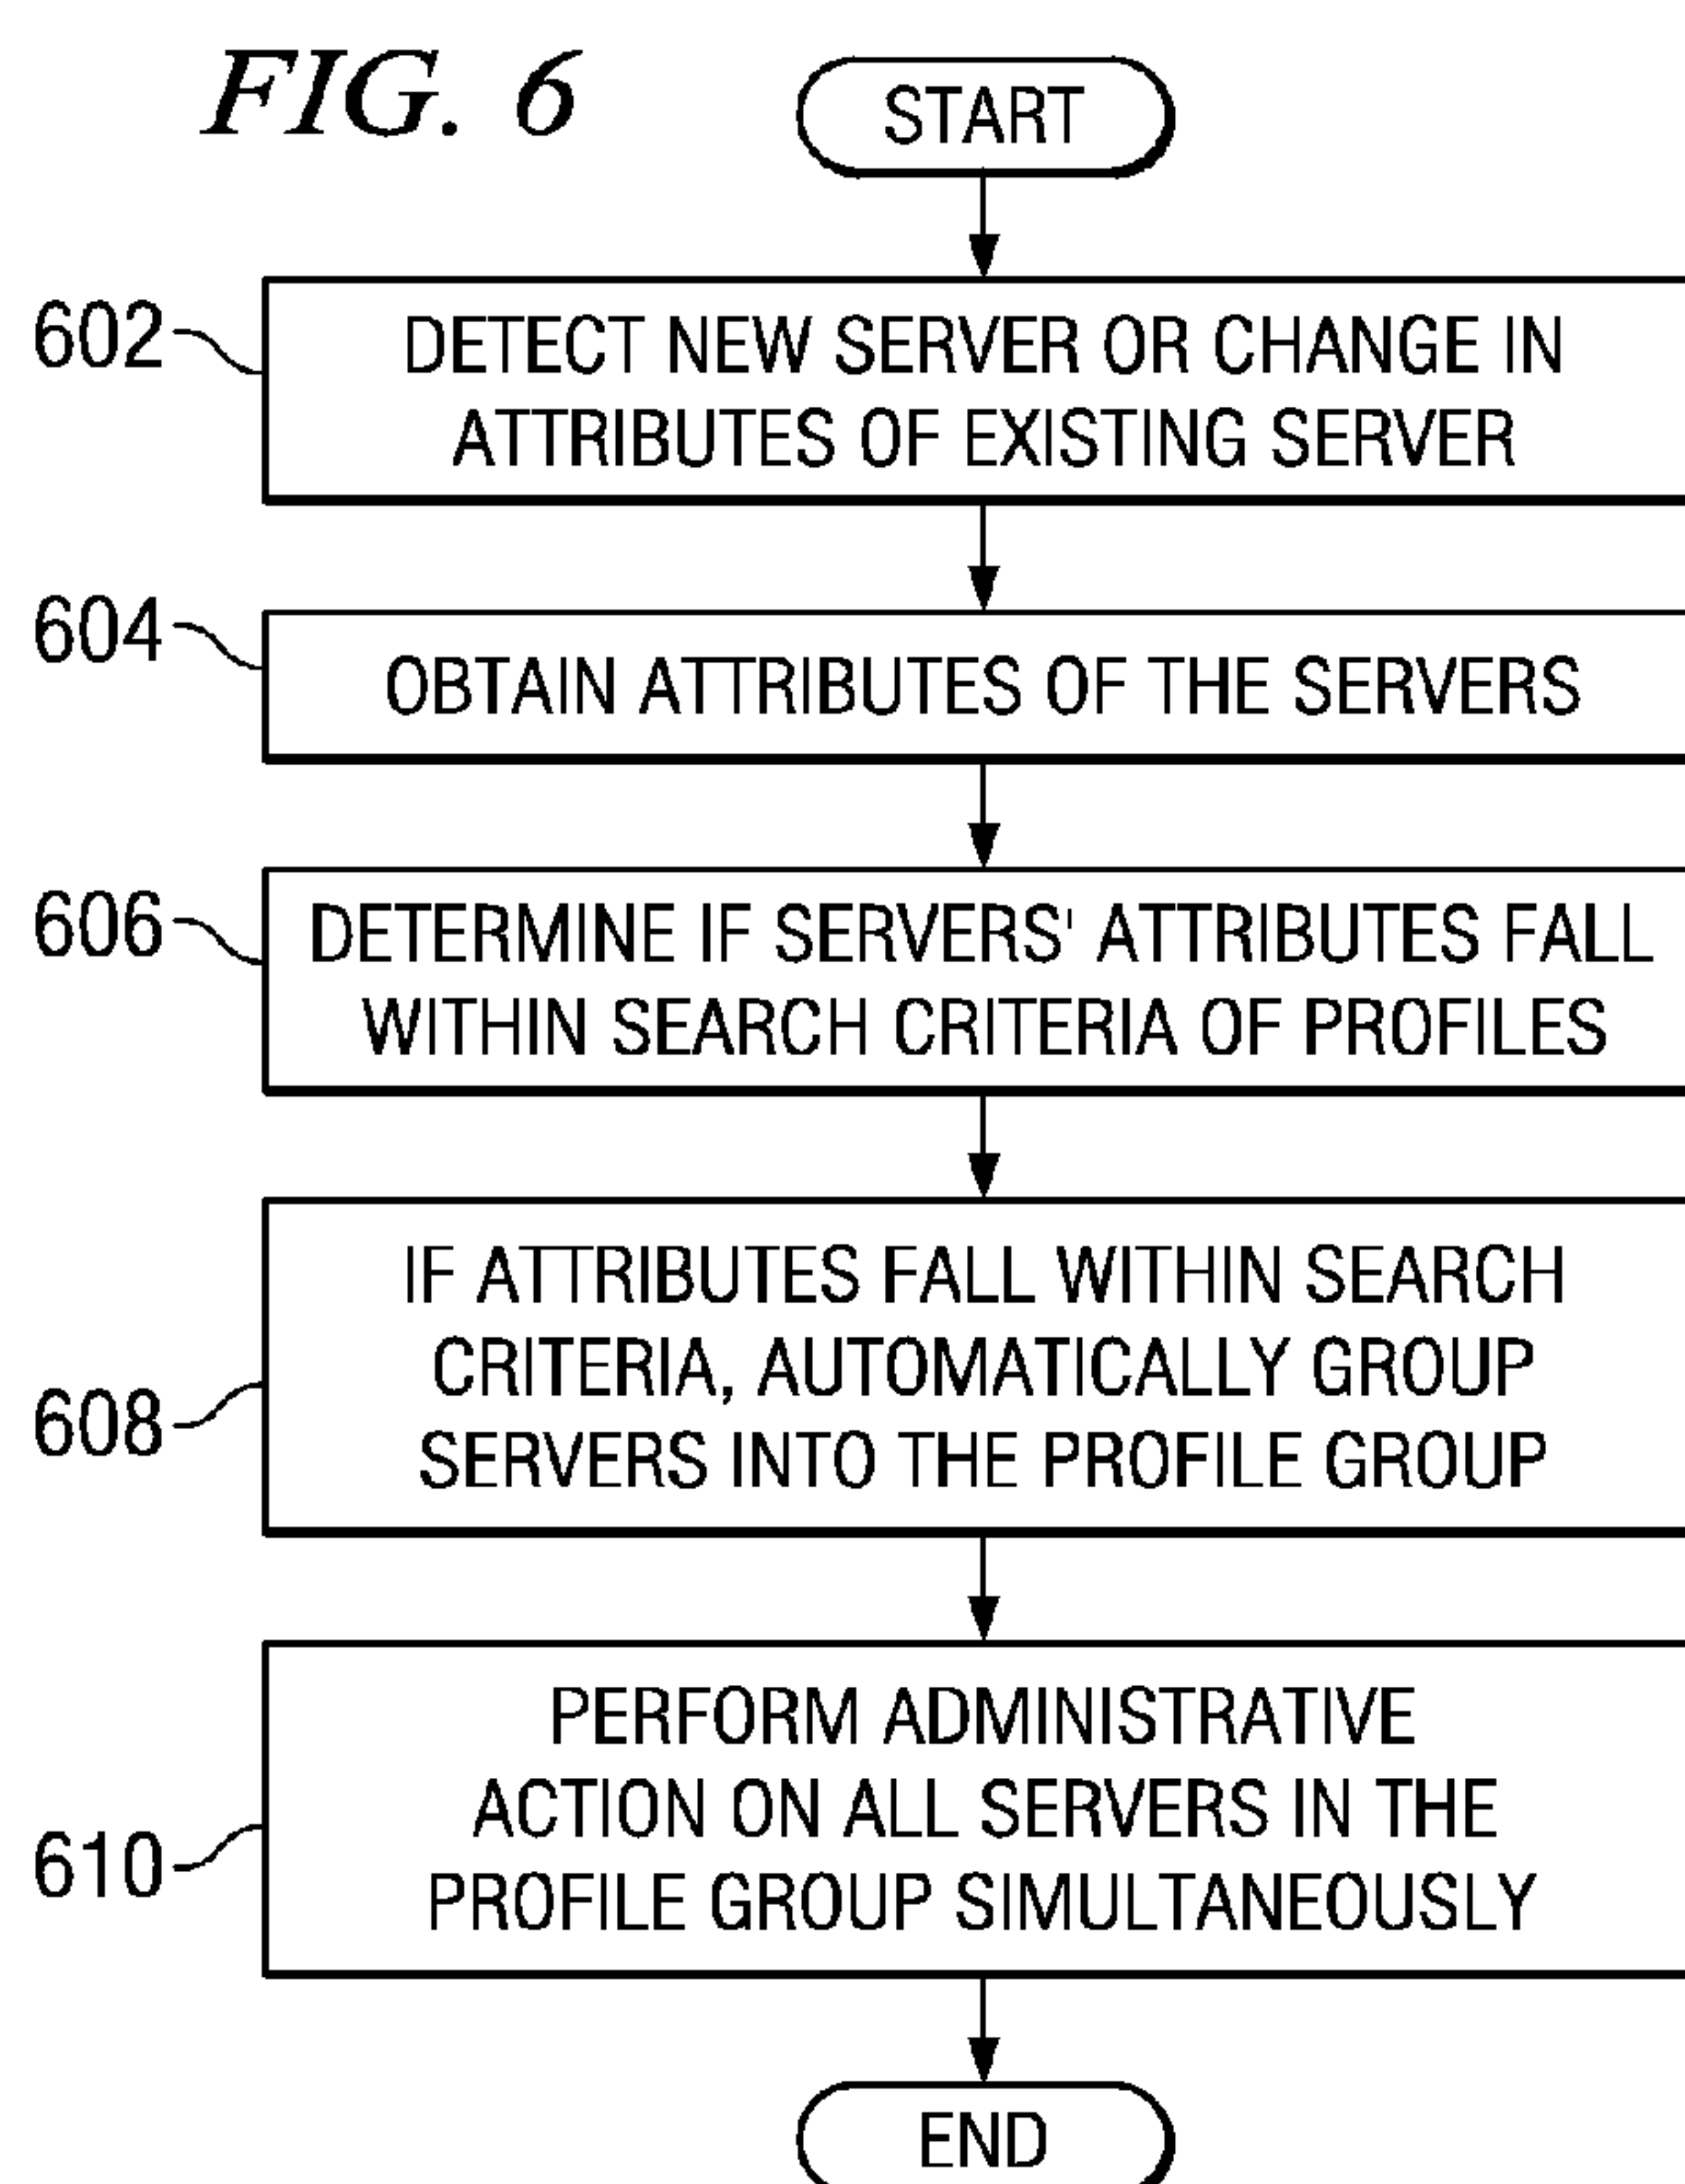 FIG. 6
START
602
DETECT NEW SERVER OR CHANGE IN
ATTRIBUTES OF EXISTING SERVER
604
OBTAIN ATTRIBUTES OF THE SERVERS
606
DETERMINE IF SERVERS' ATTRIBUTES FALL
WITHIN SEARCH CRITERIA OF PROFILES
608
IF ATTRIBUTES FALL WITHIN SEARCH
CRITERIA, AUTOMATICALLY GROUP
SERVERS INTO THE PROFILE GROUP
610
PERFORM ADMINISTRATIVE
ACTION ON ALL SERVERS IN THE
PROFILE GROUP SIMULTANEOUSLY
END